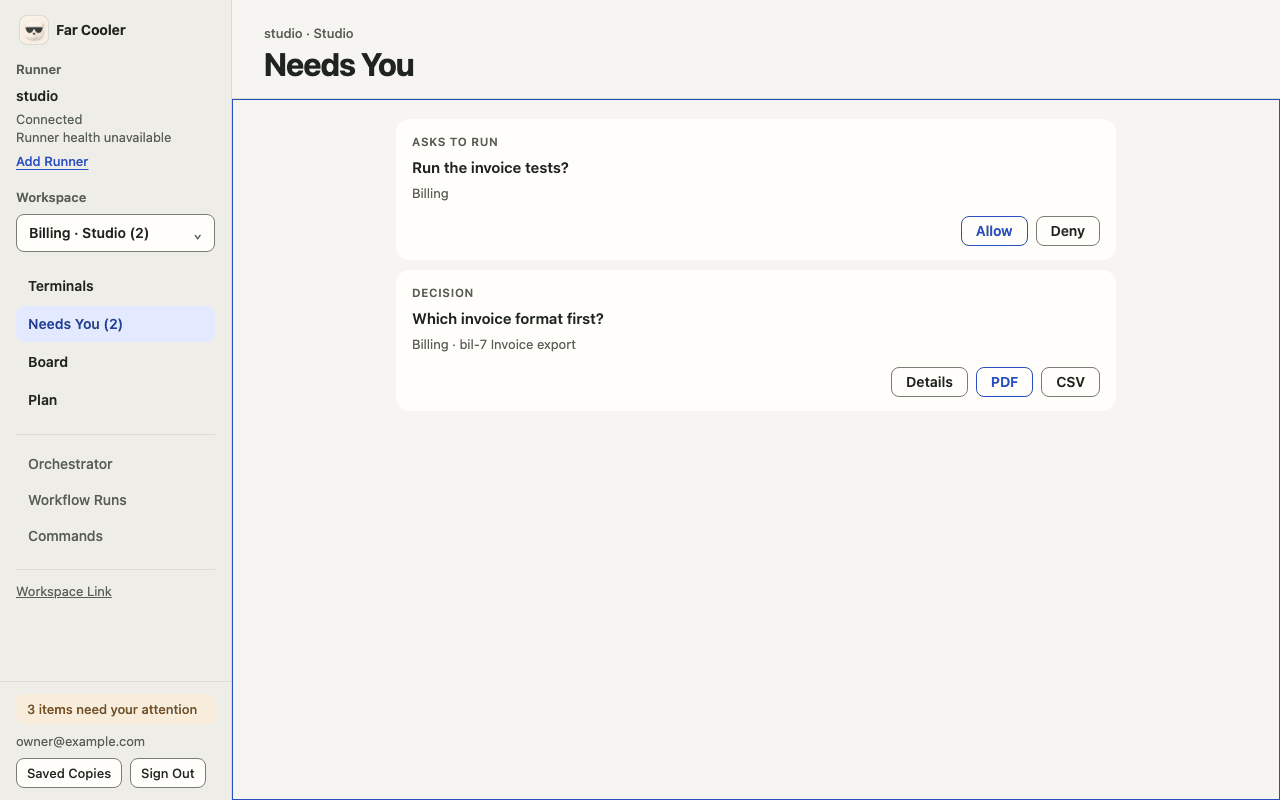 Far Cooler
Runner
studio
Connected
Runner health unavailable
Add Runner
Workspace
Billing · Studio (2)
Terminals
Needs You (2)
Board
Plan
Orchestrator
Workflow Runs
Commands
Workspace Link
3 items need your attention
owner@example.com
Saved Copies
Sign Out
studio · Studio
Needs You
ASKS TO RUN
Run the invoice tests?
Billing
Allow
Deny
DECISION
Which invoice format first?
Billing · bil-7 Invoice export
Details
PDF
CSV